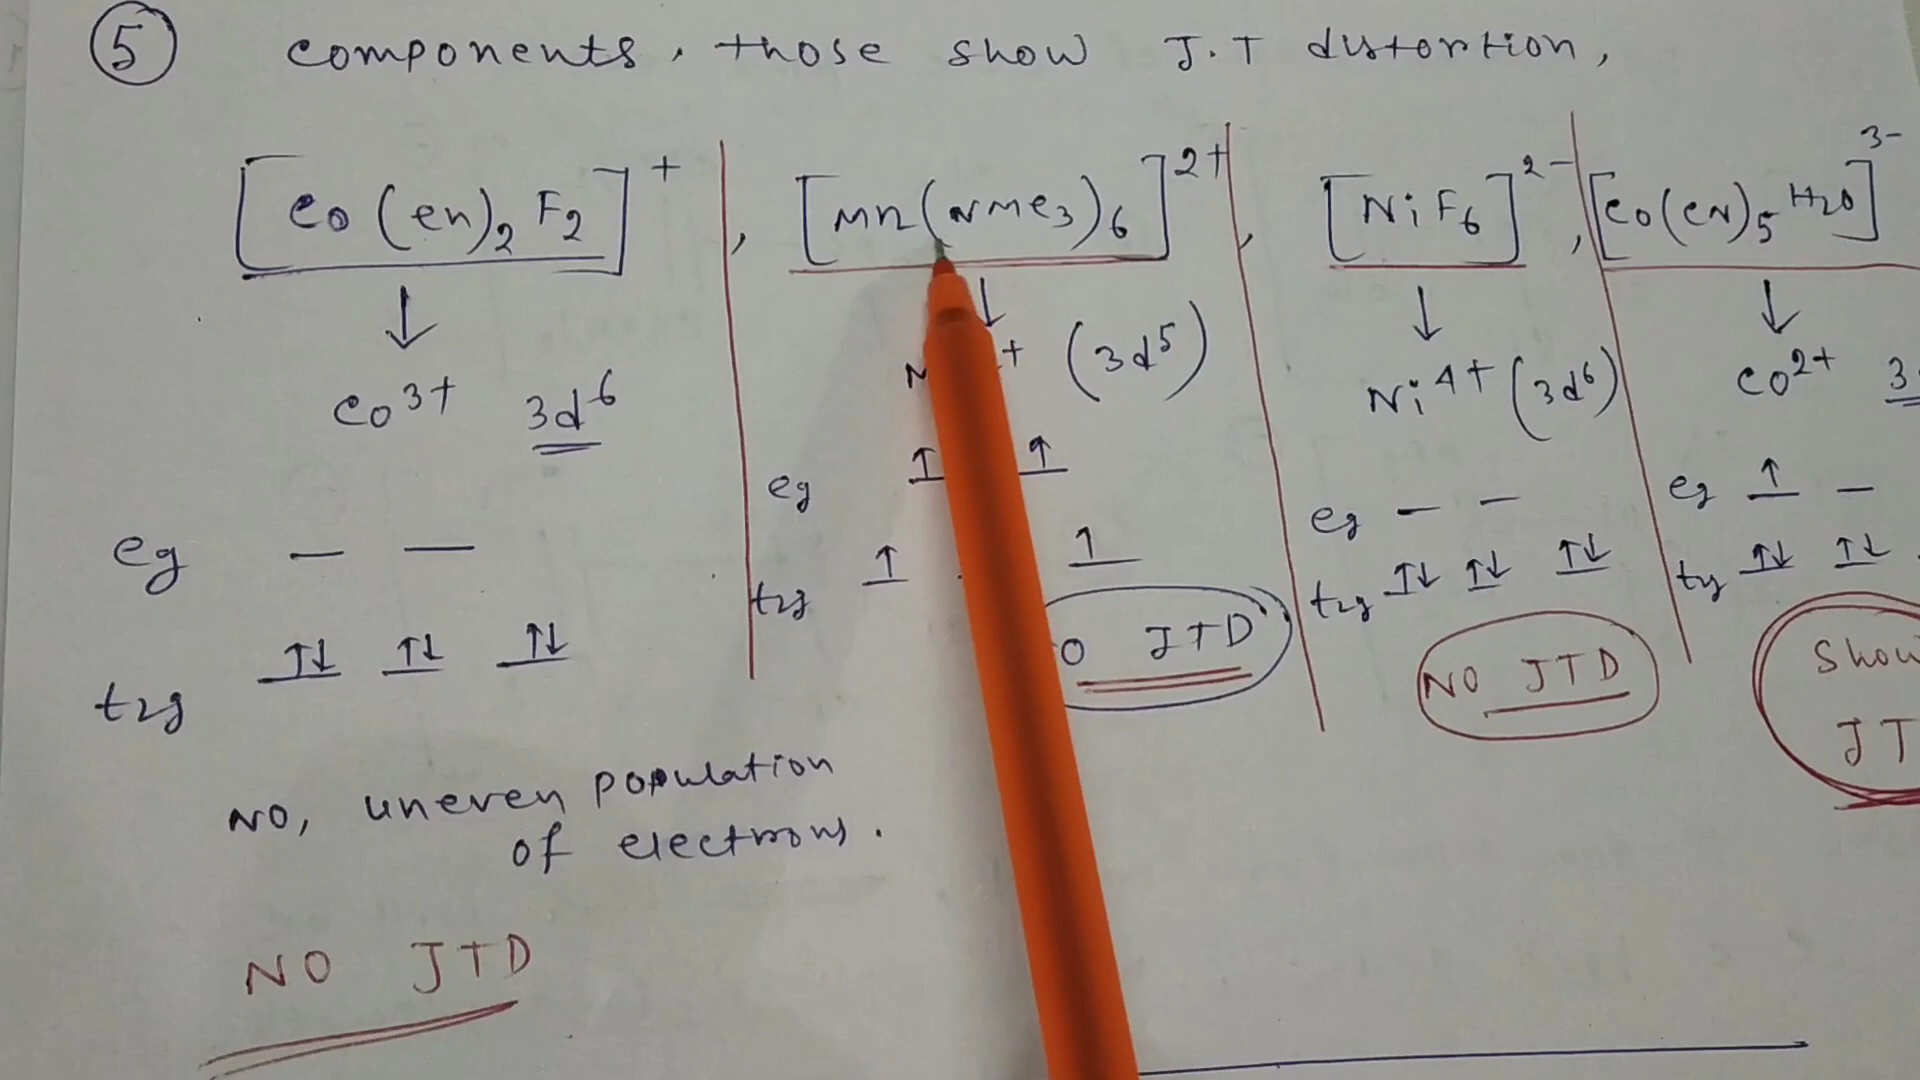 5 components, those show J.T distortion,
[Co(en)₂F₂]⁺, [Mn(NMe₃)₆]²⁺, [NiF₆]²⁻, [Co(CN)₅H₂O]³⁻
↓ ↓ ↓ ↓
Co³⁺ 3d⁶ (3d⁵) Ni⁴⁺ (3d⁶) Co²⁺
eg — — eg ↑ ↑ eg — — eg ↑ —
t₂g ↑↓ ↑↓ ↑↓ t₂g ↑ ↑ t₂g ↑↓ ↑↓ ↑↓ t₂g ↑↓ ↑↓
JTD NO JTD Show JT
NO, uneven population
of electrons.
NO JTD